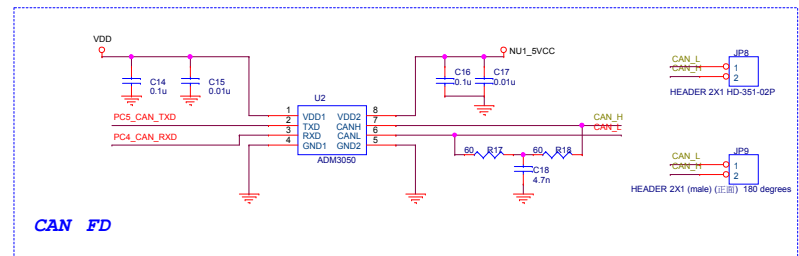 VDD
NU1_5VCC
C14
0.1u
C15
0.01u
C16
0.1u
C17
0.01u
U2
1
VDD1
VDD2
8
PC5_CAN_TXD
2
TXD
CANH
7
CAN_H
PC4_CAN_RXD
3
RXD
CANL
6
CAN_L
4
GND1
GND2
5
ADM3050
60
R17
60
R18
C18
4.7n
JP8
CAN_L
1
CAN_H
2
HEADER 2X1 HD-351-02P
JP9
CAN_L
1
CAN_H
2
HEADER 2X1 (male) (正面) 180 degrees
CAN FD